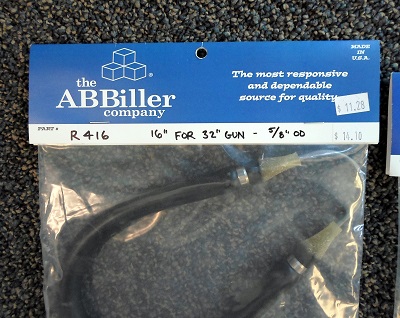 MADE
IN
U.S.A.
the
ABBiller
company
®
The most responsive
and dependable
source for quality
$11.28
$14.10
PART #
R416
16" FOR 32" GUN - 5/8" OD